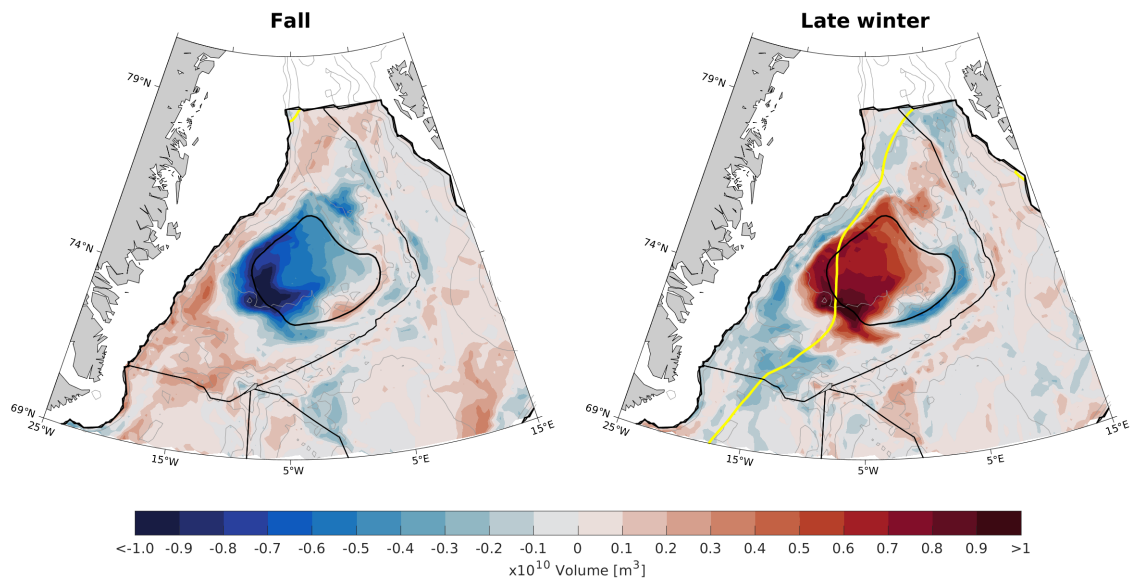 Fall
Late winter
79°N
74°N
69°N
25°W
15°W
5°W
5°E
15°E
79°N
74°N
69°N
25°W
15°W
5°W
5°E
15°E
<-1.0 -0.9 -0.8 -0.7 -0.6 -0.5 -0.4 -0.3 -0.2 -0.1 0 0.1 0.2 0.3 0.4 0.5 0.6 0.7 0.8 0.9 >1
x10¹⁰ Volume [m³]